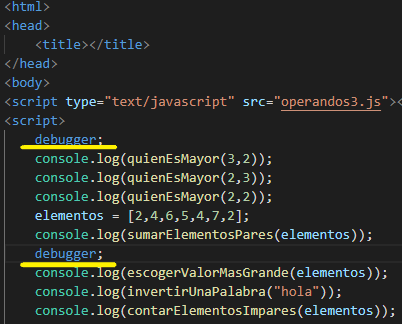 <html>
<head>
<title></title>
</head>
<body>
<script type="text/javascript" src="operandos3.js"><
<script>
debugger;
console.log(quienEsMayor(3,2));
console.log(quienEsMayor(2,3));
console.log(quienEsMayor(2,2));
elementos = [2,4,6,5,4,7,2];
console.log(sumarElementosPares(elementos));
debugger;
console.log(escogerValorMasGrande(elementos));
console.log(invertirUnaPalabra("hola"));
console.log(contarElementosImpares(elementos));